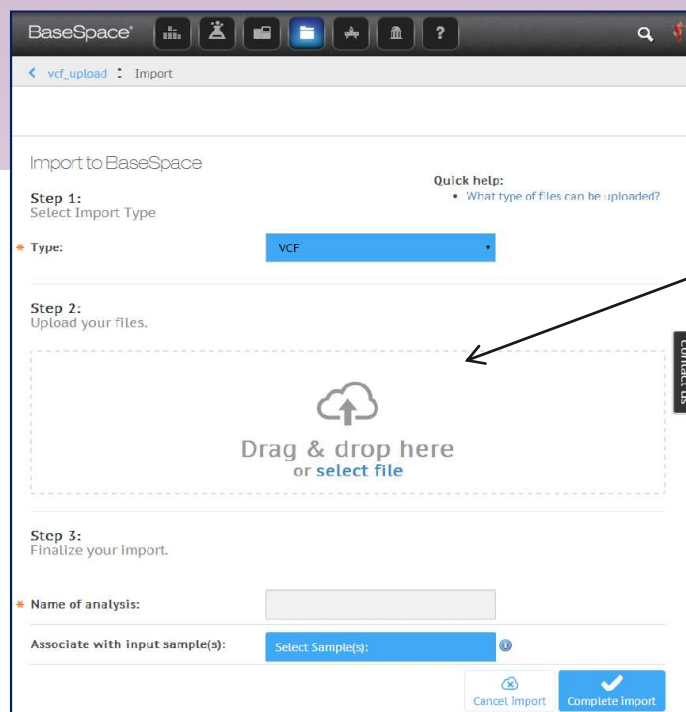 BaseSpace®
?
vcf_upload : Import
Import to BaseSpace
Quick help:
• What type of files can be uploaded?
Step 1:
Select Import Type
* Type:
VCF
Step 2:
Upload your files.
contact us
Drag & drop here
or select file
Step 3:
Finalize your import.
* Name of analysis:
Associate with input sample(s):
Select Sample(s):
Cancel import
Complete import